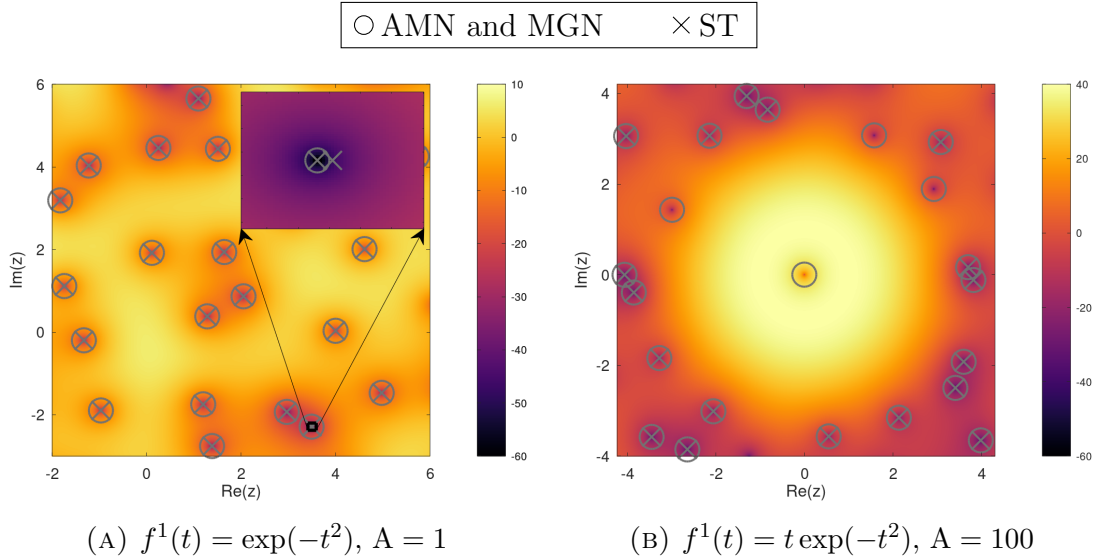 ○ AMN and MGN × ST
6
4
2
0
-2
-2 0 2 4 6
Im(z)
Re(z)
10
0
-10
-20
-30
-40
-50
-60
4
2
0
-2
-4
-4 -2 0 2 4
Im(z)
Re(z)
40
20
0
-20
-40
-60
(A) f¹(t) = exp(−t²), A = 1
(B) f¹(t) = t exp(−t²), A = 100